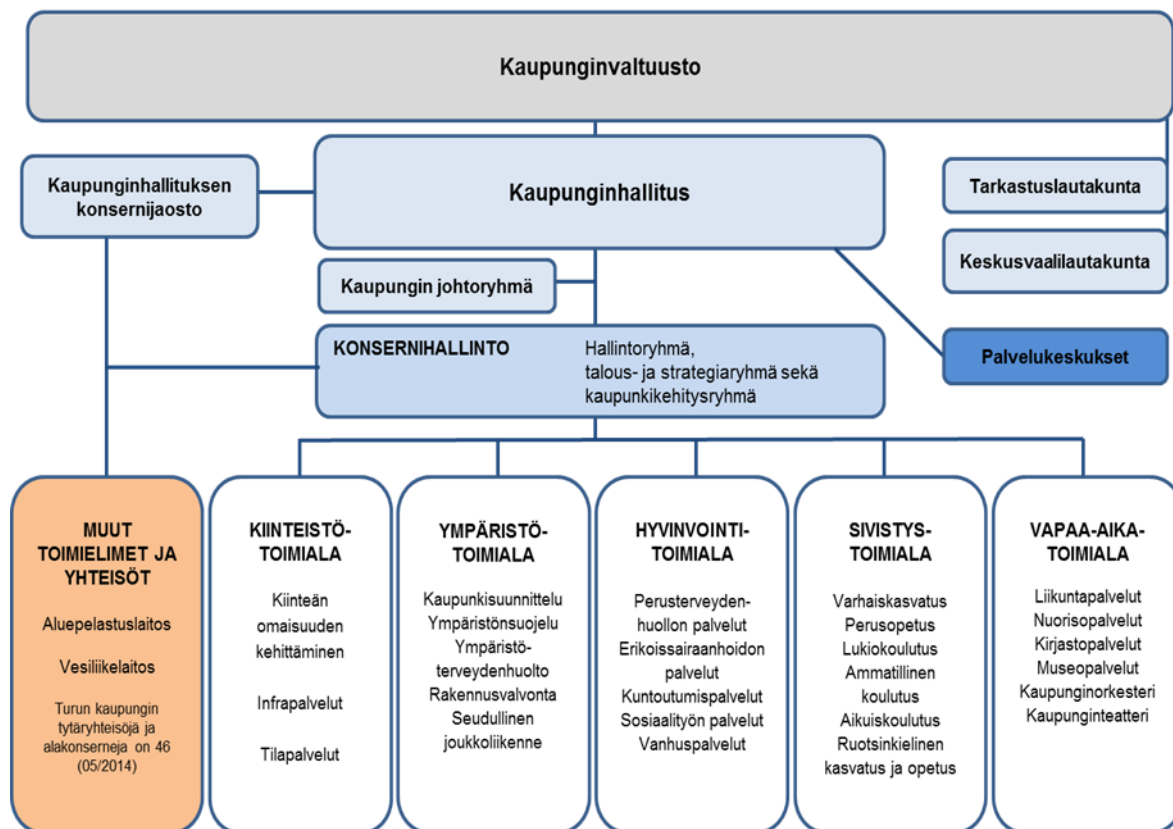 Kaupunginvaltuusto
Kaupunginhallituksen
konsernijaosto
Kaupunginhallitus
Tarkastuslautakunta
Keskusvaalilautakunta
Kaupungin johtoryhmä
KONSERNIHALLINTO
Hallintoryhmä,
talous- ja strategiaryhmä sekä
kaupunkikehitysryhmä
Palvelukeskukset
MUUT
TOIMIELIMET JA
YHTEISÖT
Aluepelastuslaitos
Vesiliikelaitos
Turun kaupungin
tytäryhteisöjä ja
alakonserneja on 46
(05/2014)
KIINTEISTÖ-
TOIMIALA
Kiinteän
omaisuuden
kehittäminen
Infrapalvelut
Tilapalvelut
YMPÄRISTÖ-
TOIMIALA
Kaupunkisuunnittelu
Ympäristönsuojelu
Ympäristö-
terveydenhuolto
Rakennusvalvonta
Seudullinen
joukkoliikenne
HYVINVOINTI-
TOIMIALA
Perusterveyden-
huollon palvelut
Erikoissairaanhoidon
palvelut
Kuntoutumispalvelut
Sosiaalityön palvelut
Vanhuspalvelut
SIVISTYS-
TOIMIALA
Varhaiskasvatus
Perusopetus
Lukiokoulutus
Ammatillinen
koulutus
Aikuiskoulutus
Ruotsinkielinen
kasvatus ja opetus
VAPAA-AIKA-
TOIMIALA
Liikuntapalvelut
Nuorisopalvelut
Kirjastopalvelut
Museopalvelut
Kaupunginorkesteri
Kaupunginteatteri